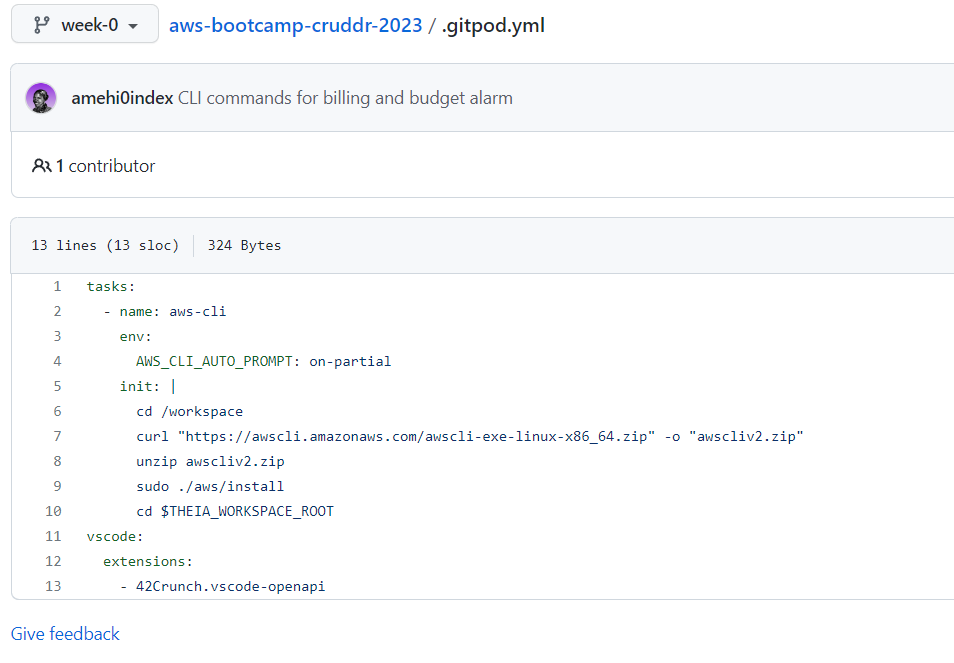 week-0 aws-bootcamp-cruddr-2023 / .gitpod.yml
amehi0index CLI commands for billing and budget alarm
1 contributor
13 lines (13 sloc) 324 Bytes
1 tasks:
2   - name: aws-cli
3     env:
4       AWS_CLI_AUTO_PROMPT: on-partial
5     init: |
6       cd /workspace
7       curl "https://awscli.amazonaws.com/awscli-exe-linux-x86_64.zip" -o "awscliv2.zip"
8       unzip awscliv2.zip
9       sudo ./aws/install
10       cd $THEIA_WORKSPACE_ROOT
11 vscode:
12   extensions:
13     - 42Crunch.vscode-openapi
Give feedback